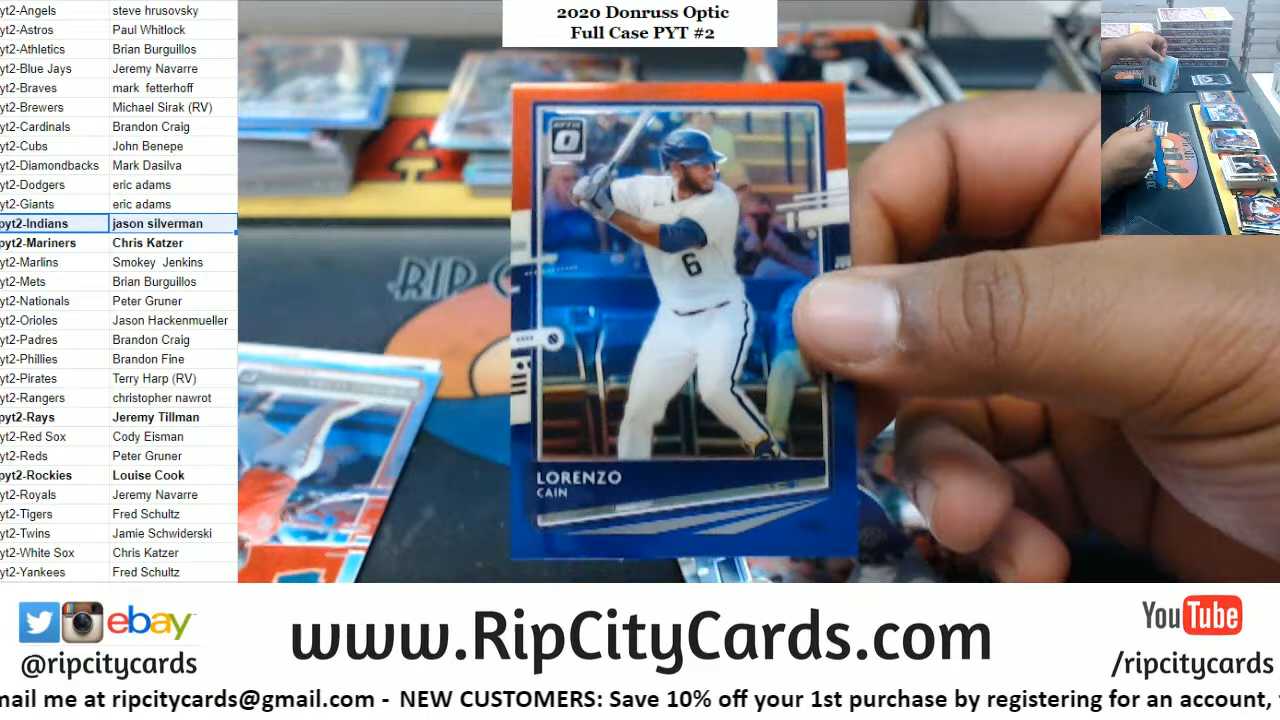 2020 Donruss Optic
Full Case PYT #2
yt2-Angels steve hrusovsky
yt2-Astros Paul Whitlock
yt2-Athletics Brian Burguillos
yt2-Blue Jays Jeremy Navarre
yt2-Braves mark fetterhoff
yt2-Brewers Michael Sirak (RV)
yt2-Cardinals Brandon Craig
yt2-Cubs John Benepe
yt2-Diamondbacks Mark Dasilva
yt2-Dodgers eric adams
yt2-Giants eric adams
pyt2-Indians jason silverman
pyt2-Mariners Chris Katzer
yt2-Marlins Smokey Jenkins
yt2-Mets Brian Burguillos
yt2-Nationals Peter Gruner
yt2-Orioles Jason Hackenmueller
yt2-Padres Brandon Craig
yt2-Phillies Brandon Fine
yt2-Pirates Terry Harp (RV)
yt2-Rangers christopher nawrot
pyt2-Rays Jeremy Tillman
yt2-Red Sox Cody Elsman
yt2-Reds Peter Gruner
pyt2-Rockies Louise Cook
yt2-Royals Jeremy Navarre
yt2-Tigers Fred Schultz
yt2-Twins Jamie Schwiderski
yt2-White Sox Chris Katzer
yt2-Yankees Fred Schultz
OPTIC
RIP
6
LORENZO
CAIN
ebay
@ripcitycards
www.RipCityCards.com
YouTube
/ripcitycards
mail me at ripcitycards@gmail.com - NEW CUSTOMERS: Save 10% off your 1st purchase by registering for an account,